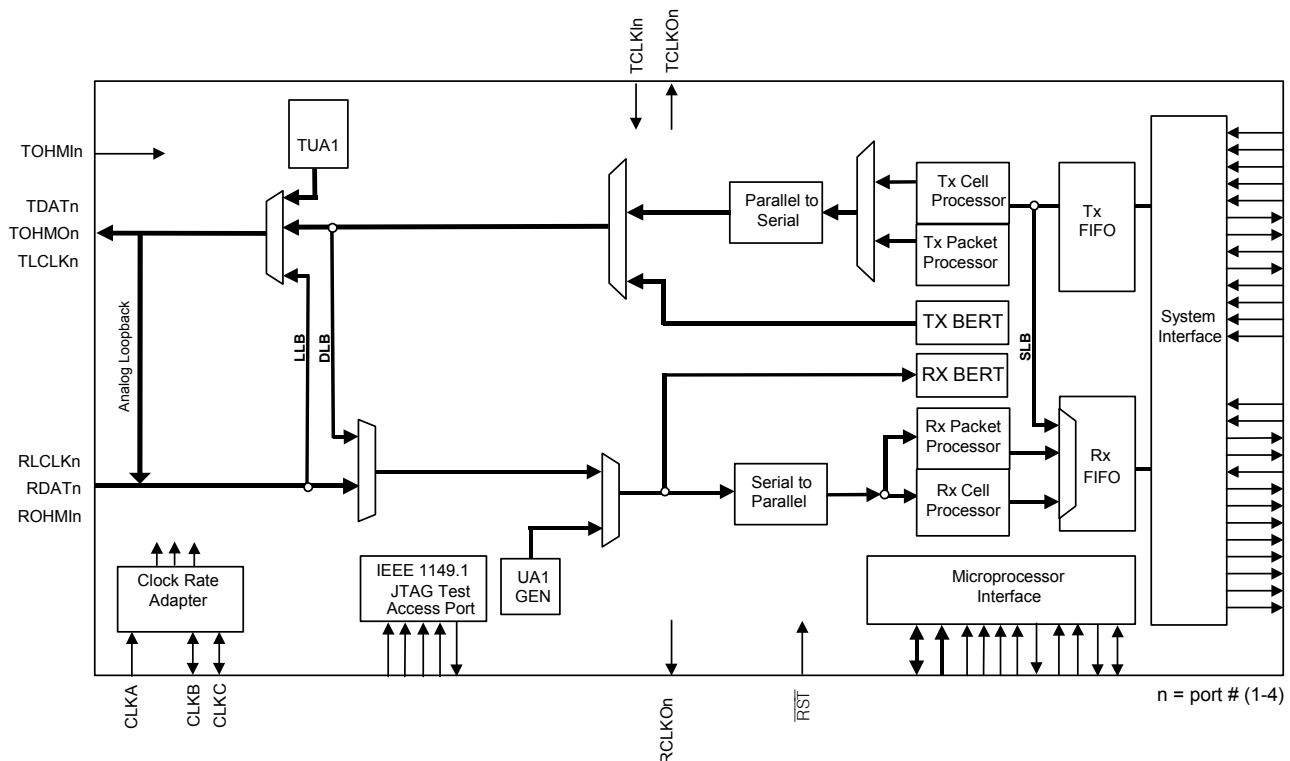 TCLKIn
TCLKOn
TOHMIn
TUA1
TDATn
TOHMOn
TLCLKn
Parallel to
Serial
Tx Cell
Processor
Tx Packet
Processor
Tx
FIFO
System
Interface
TX BERT
RX BERT
Analog Loopback
LLB
DLB
SLB
RLCLKn
RDATn
ROHMIn
Serial to
Parallel
Rx Packet
Processor
Rx Cell
Processor
Rx
FIFO
Clock Rate
Adapter
IEEE 1149.1
JTAG Test
Access Port
UA1
GEN
Microprocessor
Interface
CLKA
CLKB
CLKC
RCLKOn
RST
n = port # (1-4)